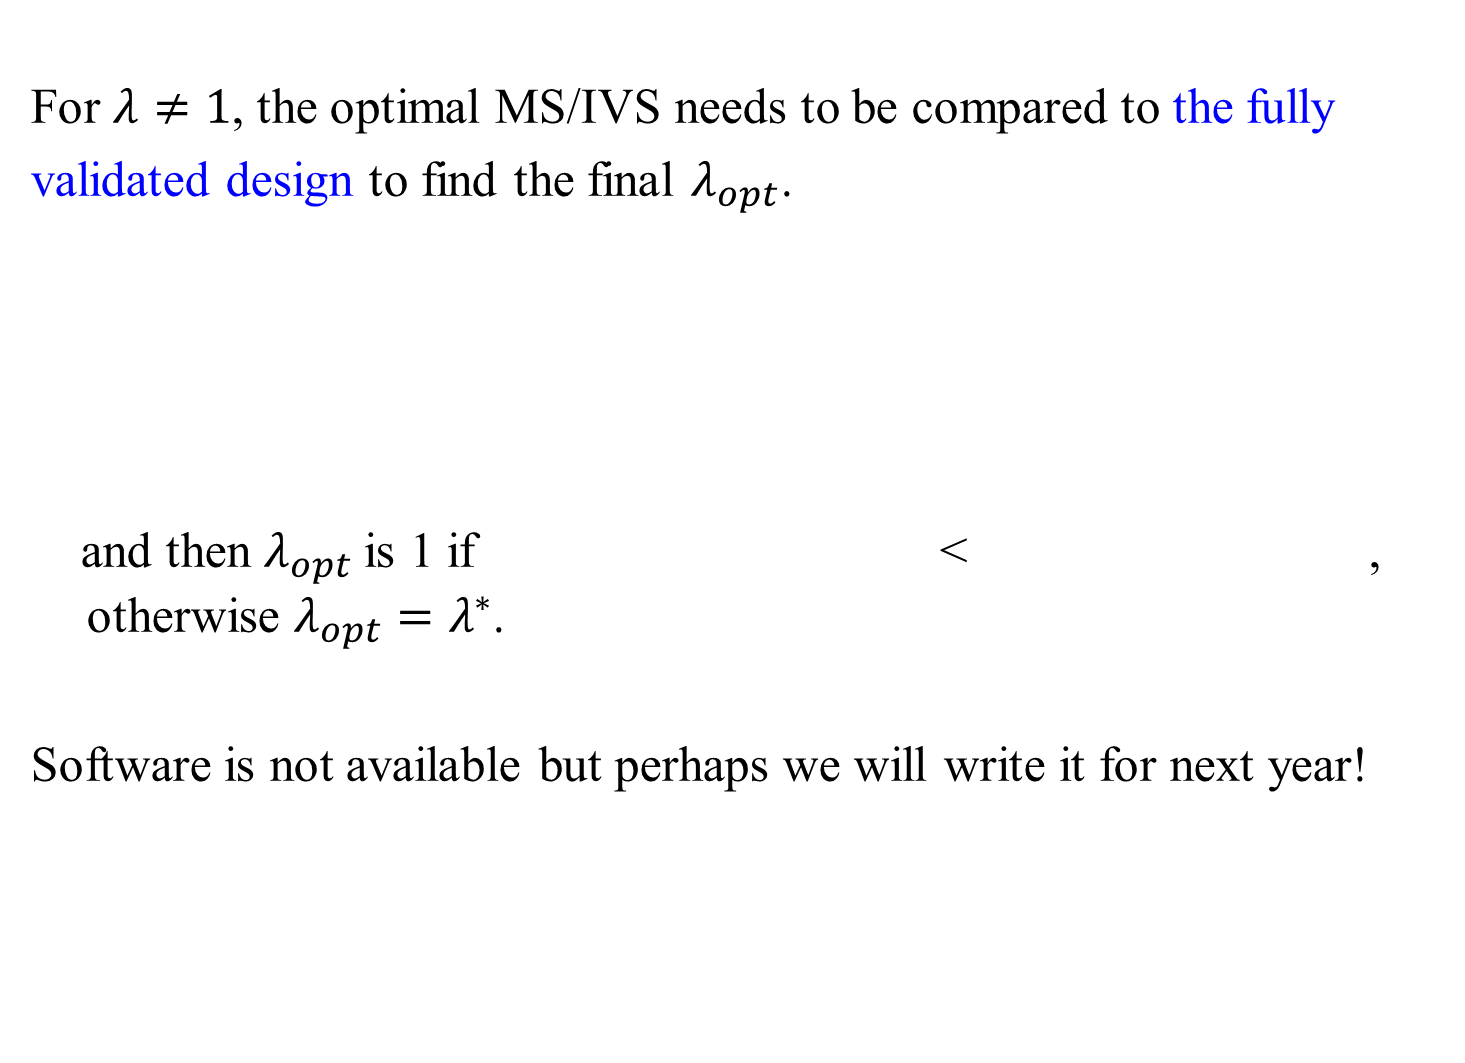 For λ ≠ 1, the optimal MS/IVS needs to be compared to the fully
validated design to find the final λ_opt.
and then λ_opt is 1 if < ,
otherwise λ_opt = λ*.
Software is not available but perhaps we will write it for next year!